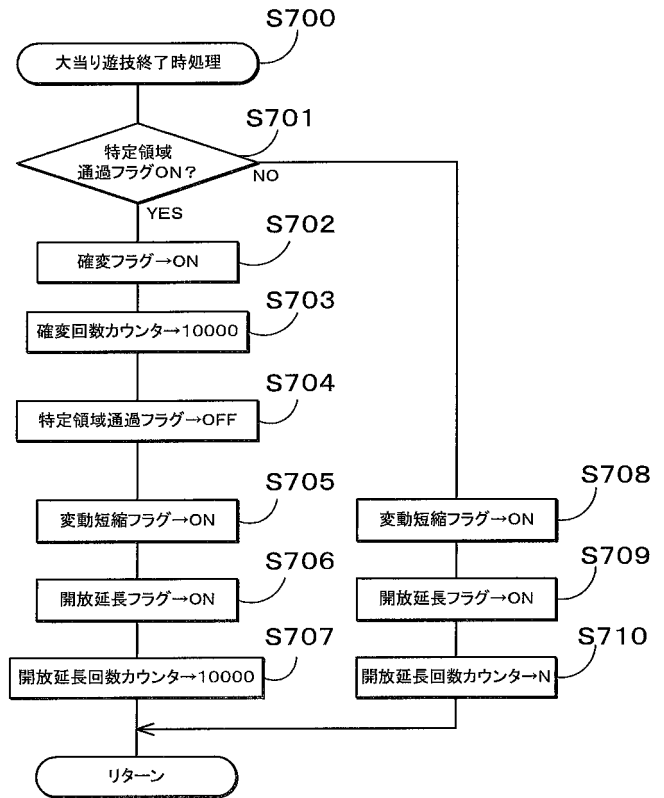 S700
大当り遊技終了時処理
S701
特定領域
通過フラグON?
NO
YES
S702
確変フラグ→ON
S703
確変回数カウンター→10000
S704
特定領域通過フラグ→OFF
S705
変動短縮フラグ→ON
S706
開放延長フラグ→ON
S707
開放延長回数カウンター→10000
S708
変動短縮フラグ→ON
S709
開放延長フラグ→ON
S710
開放延長回数カウンター→N
リターン